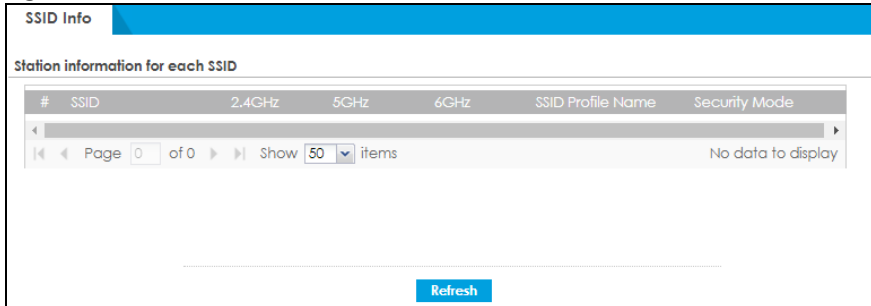 SSID Info
Station information for each SSID
# SSID 2.4GHz 5GHz 6GHz SSID Profile Name Security Mode
Page 0 of 0 Show 50 items No data to display
Refresh